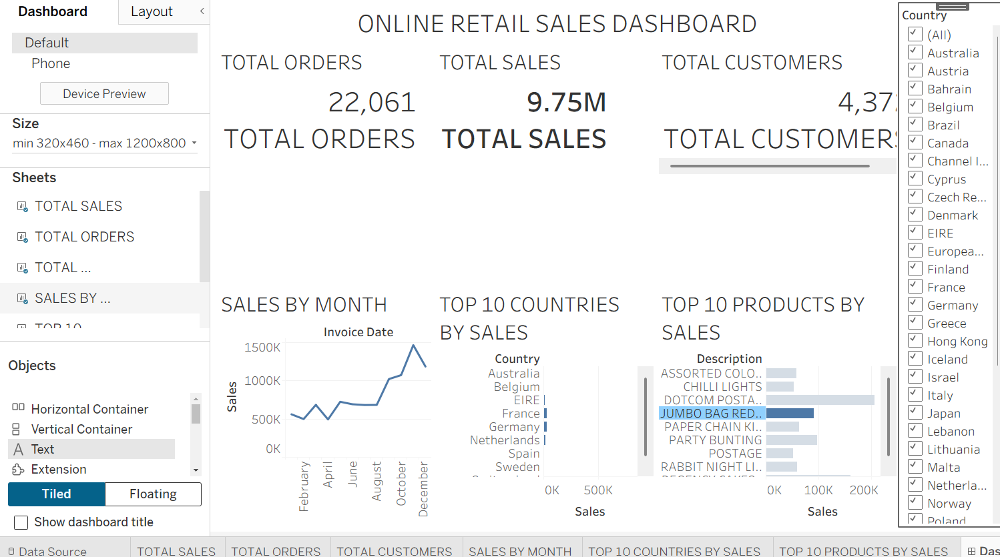 Dashboard
Layout
Default
Phone
Device Preview
Size
min 320x460 - max 1200x800
Sheets
TOTAL SALES
TOTAL ORDERS
TOTAL ...
SALES BY ...
TOP 10
Objects
Horizontal Container
Vertical Container
Text
Extension
Tiled
Floating
Show dashboard title
ONLINE RETAIL SALES DASHBOARD
TOTAL ORDERS
22,061
TOTAL ORDERS
TOTAL SALES
9.75M
TOTAL SALES
TOTAL CUSTOMERS
4,37
TOTAL CUSTOMERS
SALES BY MONTH
Invoice Date
1500K
1000K
500K
0K
Sales
February
April
June
August
October
December
TOP 10 COUNTRIES
BY SALES
Country
Australia
Belgium
EIRE
France
Germany
Netherlands
Spain
Sweden
0K
500K
Sales
TOP 10 PRODUCTS BY
SALES
Description
ASSORTED COLO..
CHILLI LIGHTS
DOTCOM POSTA..
JUMBO BAG RED..
PAPER CHAIN KI..
PARTY BUNTING
POSTAGE
RABBIT NIGHT LI..
0K
100K
200K
Sales
Country
(All)
Australia
Austria
Bahrain
Belgium
Brazil
Canada
Channel I...
Cyprus
Czech Re...
Denmark
EIRE
Europea...
Finland
France
Germany
Greece
Hong Kong
Iceland
Israel
Italy
Japan
Lebanon
Lithuania
Malta
Netherla...
Norway
Poland
Data Source
TOTAL SALES
TOTAL ORDERS
TOTAL CUSTOMERS
SALES BY MONTH
TOP 10 COUNTRIES BY SALES
TOP 10 PRODUCTS BY SALES
Das